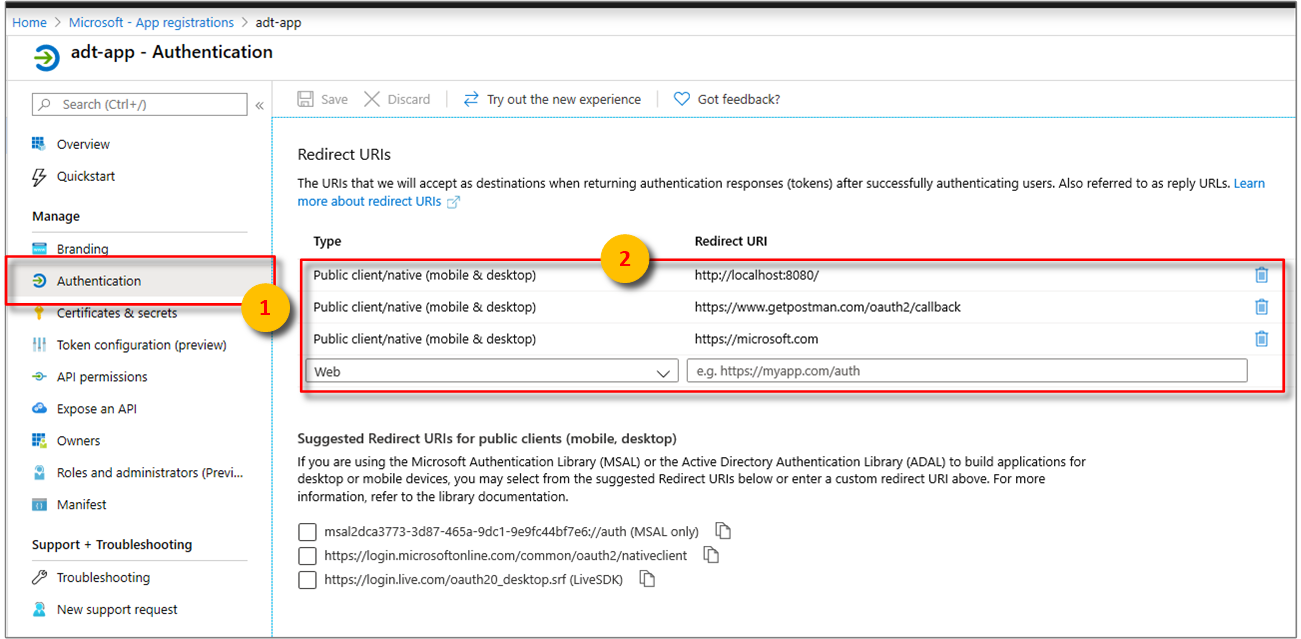 Home > Microsoft - App registrations > adt-app
adt-app - Authentication
Search (Ctrl+/)
«
Save
Discard
Try out the new experience
Got feedback?
Overview
Quickstart
Manage
Branding
Authentication
1
Certificates & secrets
Token configuration (preview)
API permissions
Expose an API
Owners
Roles and administrators (Previ...
Manifest
Support + Troubleshooting
Troubleshooting
New support request
Redirect URIs
The URIs that we will accept as destinations when returning authentication responses (tokens) after successfully authenticating users. Also referred to as reply URLs. Learn
more about redirect URIs
Type Redirect URI
2
Public client/native (mobile & desktop) http://localhost:8080/
Public client/native (mobile & desktop) https://www.getpostman.com/oauth2/callback
Public client/native (mobile & desktop) https://microsoft.com
Web e.g. https://myapp.com/auth
Suggested Redirect URIs for public clients (mobile, desktop)
If you are using the Microsoft Authentication Library (MSAL) or the Active Directory Authentication Library (ADAL) to build applications for
desktop or mobile devices, you may select from the suggested Redirect URIs below or enter a custom redirect URI above. For more
information, refer to the library documentation.
msal2dca3773-3d87-465a-9dc1-9e9fc44bf7e6://auth (MSAL only)
https://login.microsoftonline.com/common/oauth2/nativeclient
https://login.live.com/oauth20_desktop.srf (LiveSDK)